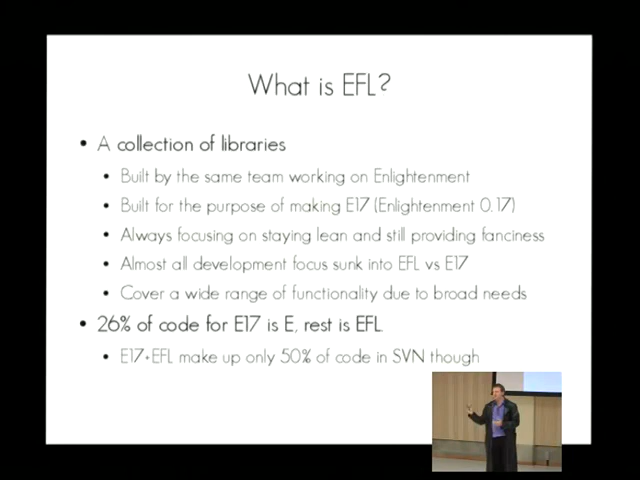 What is EFL?
• A collection of libraries
• Built by the same team working on Enlightenment
• Built for the purpose of making E17 (Enlightenment 0.17)
• Always focusing on staying lean and still providing fanciness
• Almost all development focus sunk into EFL vs E17
• Cover a wide range of functionality due to broad needs
• 26% of code for E17 is E, rest is EFL
• E17+EFL make up only 50% of code in SVN though